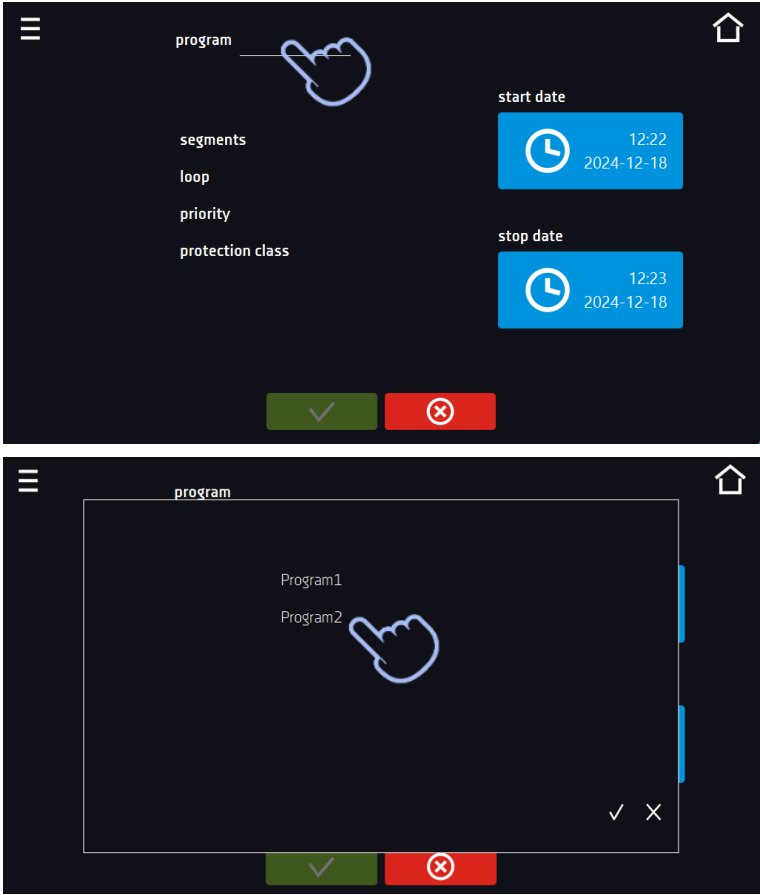 program
start date
12:22
2024-12-18
segments
loop
priority
protection class
stop date
12:23
2024-12-18
program
Program1
Program2